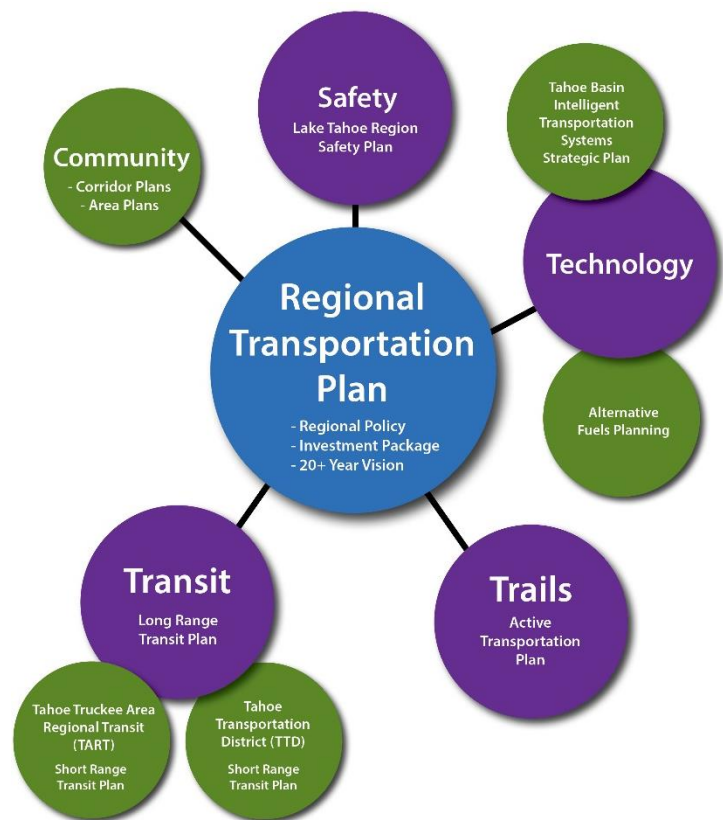 Safety
Lake Tahoe Region
Safety Plan
Community
- Corridor Plans
- Area Plans
Tahoe Basin
Intelligent
Transportation
Systems
Strategic Plan
Technology
Alternative
Fuels Planning
Regional
Transportation
Plan
- Regional Policy
- Investment Package
- 20+ Year Vision
Transit
Long Range
Transit Plan
Trails
Active
Transportation
Plan
Tahoe Truckee Area
Regional Transit
(TART)
Short Range
Transit Plan
Tahoe
Transportation
District (TTD)
Short Range
Transit Plan